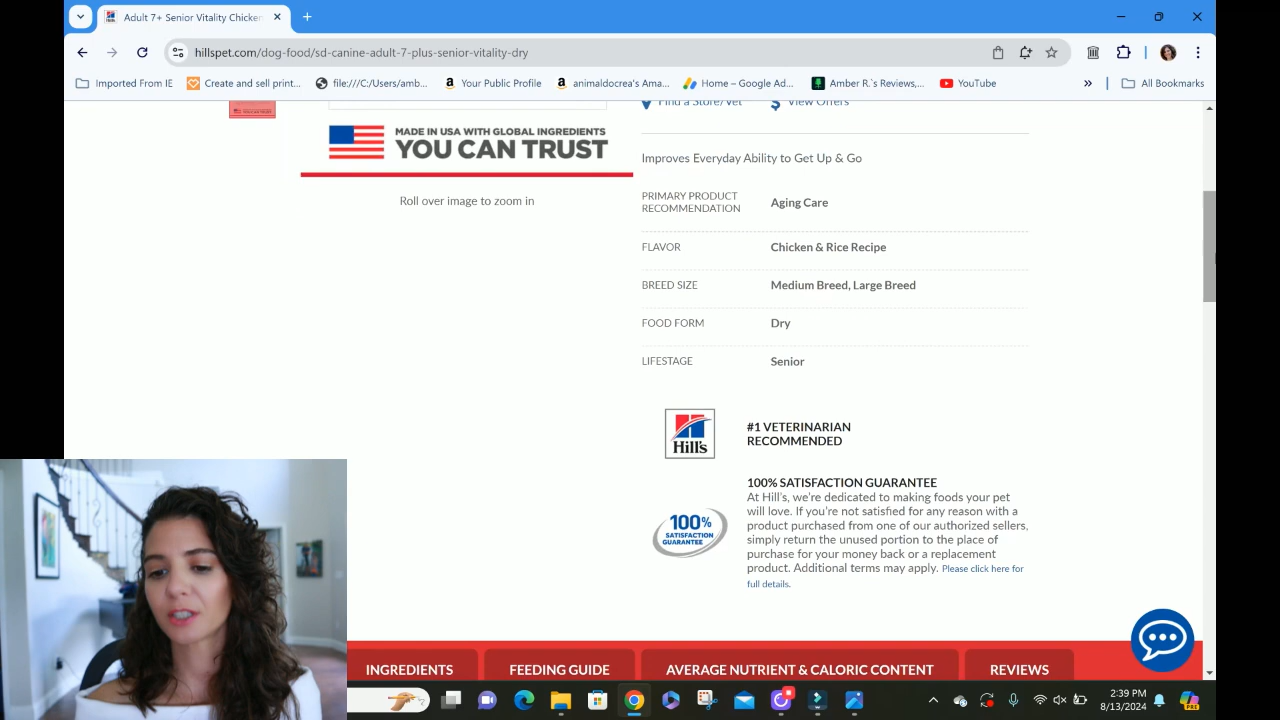 Adult 7+ Senior Vitality Chicken
hillspet.com/dog-food/sd-canine-adult-7-plus-senior-vitality-dry
Imported From IE
Create and sell print...
file:///C:/Users/amb...
Your Public Profile
animaldocrea's Ama...
Home – Google Ad...
Amber R.`s Reviews,...
YouTube
»
All Bookmarks
Find a Store/Vet
View Offers
MADE IN USA WITH GLOBAL INGREDIENTS
YOU CAN TRUST
Roll over image to zoom in
Improves Everyday Ability to Get Up & Go
PRIMARY PRODUCT
RECOMMENDATION
Aging Care
FLAVOR
Chicken & Rice Recipe
BREED SIZE
Medium Breed, Large Breed
FOOD FORM
Dry
LIFESTAGE
Senior
Hill's
#1 VETERINARIAN
RECOMMENDED
100%
SATISFACTION
GUARANTEE
100% SATISFACTION GUARANTEE
At Hill's, we're dedicated to making foods your pet
will love. If you're not satisfied for any reason with a
product purchased from one of our authorized sellers,
simply return the unused portion to the place of
purchase for your money back or a replacement
product. Additional terms may apply. Please click here for
full details.
INGREDIENTS
FEEDING GUIDE
AVERAGE NUTRIENT & CALORIC CONTENT
REVIEWS
2:39 PM
8/13/2024
PRE